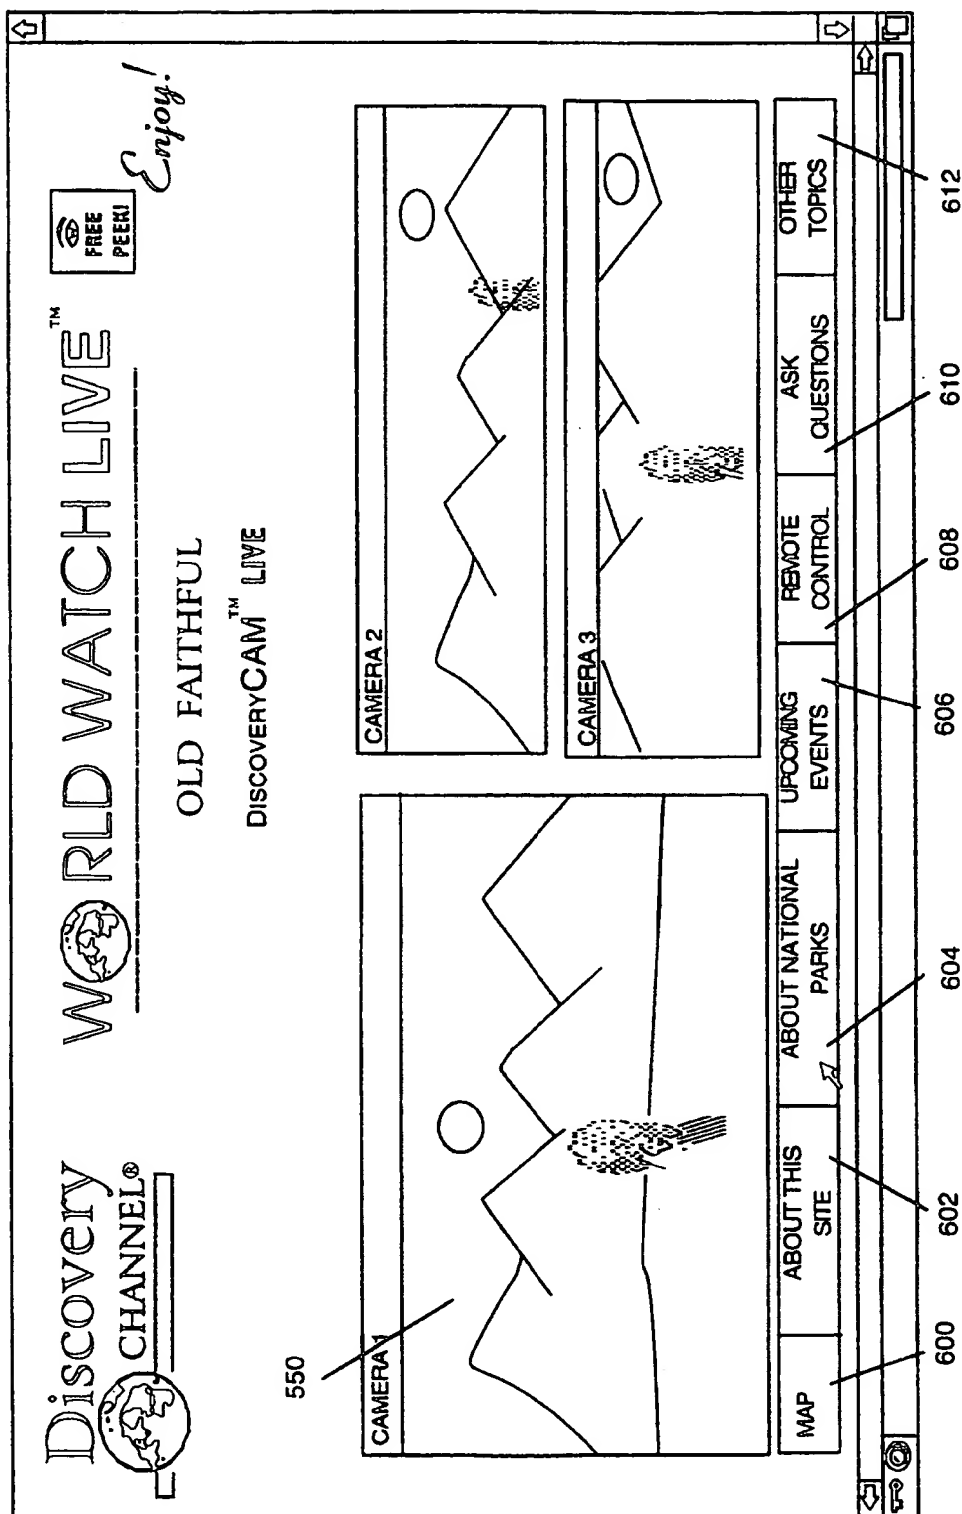 Discovery
CHANNEL®
WORLD WATCH LIVE™
FREE
PEEK!
Enjoy!
OLD FAITHFUL
DISCOVERYCAM™ LIVE
550
CAMERA 1
CAMERA 2
CAMERA 3
MAP
ABOUT THIS
SITE
ABOUT NATIONAL
PARKS
UPCOMING
EVENTS
REMOTE
CONTROL
ASK
QUESTIONS
OTHER
TOPICS
600
602
604
606
608
610
612